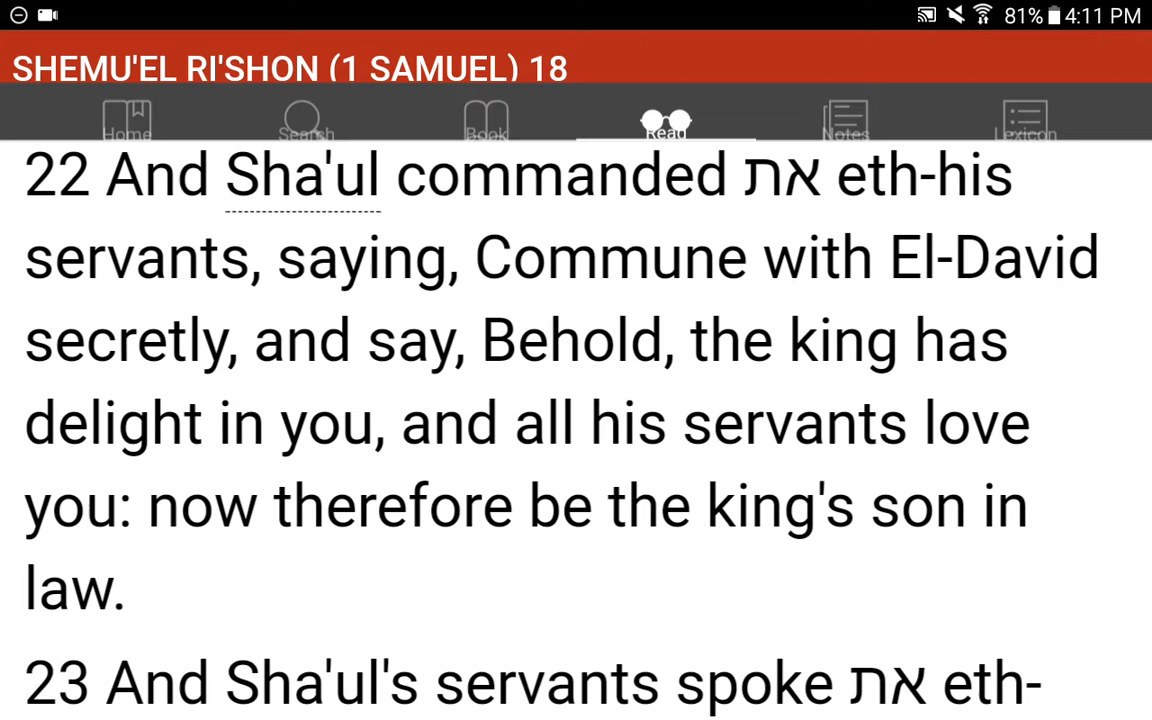 81% 4:11 PM
SHEMU'EL RI'SHON (1 SAMUEL) 18
Home Search Book Read Notes Lexicon
22 And Sha'ul commanded את eth-his
servants, saying, Commune with El-David
secretly, and say, Behold, the king has
delight in you, and all his servants love
you: now therefore be the king's son in
law.
23 And Sha'ul's servants spoke את eth-